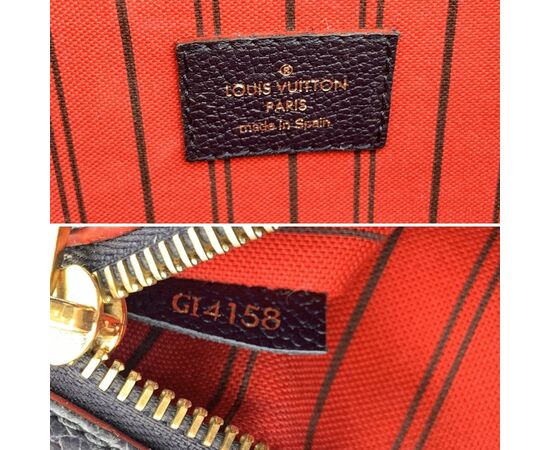 ®
LOUIS VUITTON
PARIS
made in Spain
GI4158